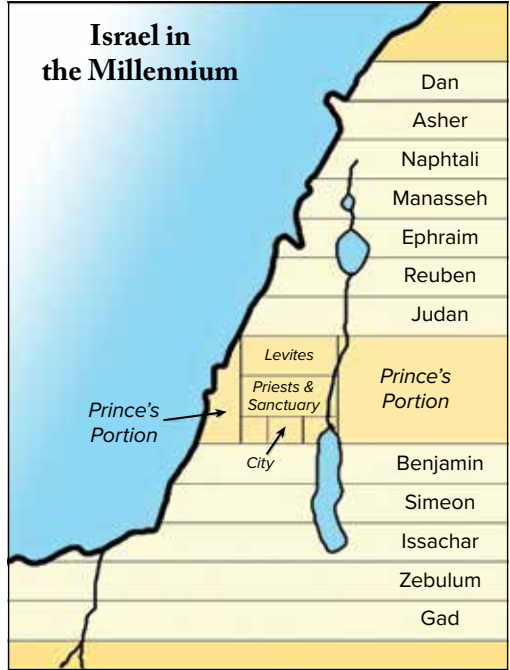 Israel in
the Millennium
Dan
Asher
Naphtali
Manasseh
Ephraim
Reuben
Judan
Levites
Priests &
Sanctuary
Prince's
Portion
Prince's
Portion
City
Benjamin
Simeon
Issachar
Zebulum
Gad